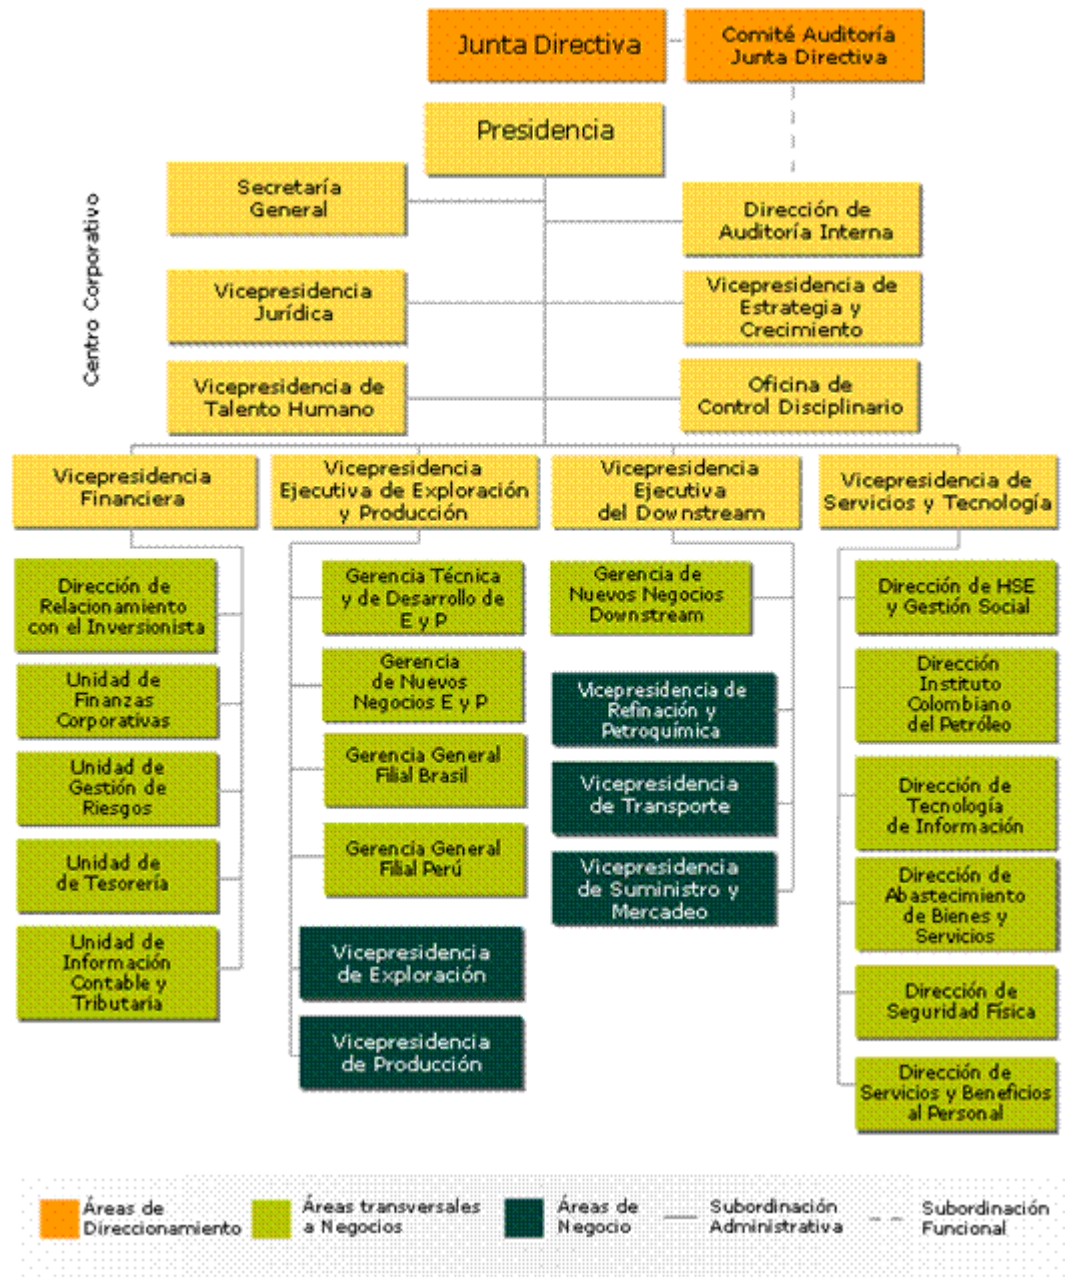 Junta Directiva
Comité Auditoría
Junta Directiva
Presidencia
Centro Corporativo
Secretaría
General
Dirección de
Auditoría Interna
Vicepresidencia
Jurídica
Vicepresidencia de
Estrategia y
Crecimiento
Vicepresidencia de
Talento Humano
Oficina de
Control Disciplinario
Vicepresidencia
Financiera
Vicepresidencia
Ejecutiva de Exploración
y Producción
Vicepresidencia
Ejecutiva
del Downstream
Vicepresidencia de
Servicios y Tecnología
Dirección de
Relacionamiento
con el Inversionista
Unidad de
Finanzas
Corporativas
Unidad de
Gestión de
Riesgos
Unidad de
de Tesorería
Unidad de
Información
Contable y
Tributaria
Gerencia Técnica
y de Desarrollo de
E y P
Gerencia
de Nuevos
Negocios E y P
Gerencia General
Filial Brasil
Gerencia General
Filial Perú
Vicepresidencia
de Exploración
Vicepresidencia
de Producción
Gerencia de
Nuevos Negocios
Downstream
Vicepresidencia de
Refinación y
Petroquímica
Vicepresidencia
de Transporte
Vicepresidencia
de Suministro y
Mercadeo
Dirección de HSE
y Gestión Social
Dirección
Instituto
Colombiano
del Petróleo
Dirección de
Tecnología
de Información
Dirección de
Abastecimiento
de Bienes y
Servicios
Dirección de
Seguridad Física
Dirección de
Servicios y Beneficios
al Personal
Áreas de
Direccionamiento
Áreas transversales
a Negocios
Áreas de
Negocio
Subordinación
Administrativa
Subordinación
Funcional